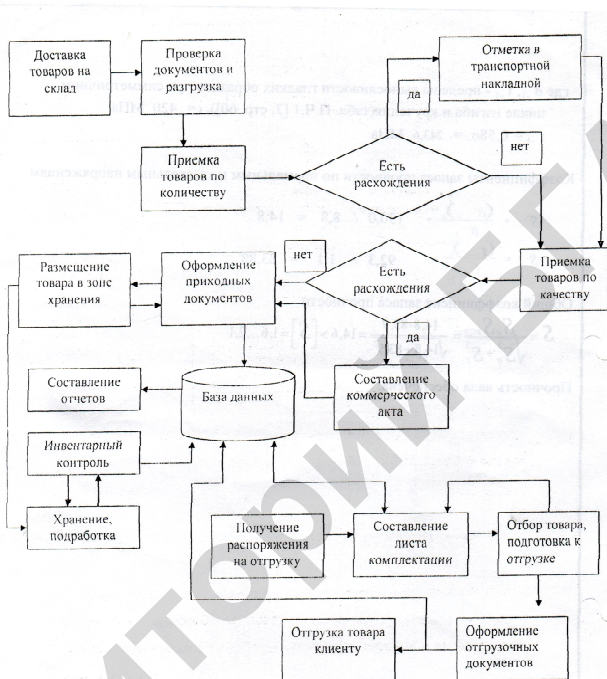 Доставка
товаров на
склад
Проверка
документов и
разгрузка
Отметка в
транспортной
накладной
да
нет
Приемка
товаров по
количеству
Есть
расхождения
нет
Размещение
товара в зоне
хранения
Оформление
приходных
документов
Есть
расхождения
Приемка
товаров по
качеству
да
Составление
отчетов
База данных
Составление
коммерческого
акта
Инвентарный
контроль
Хранение,
подработка
Получение
распоряжения
на отгрузку
Составление
листа
комплектации
Отбор товара,
подготовка к
отгрузке
Отгрузка товара
клиенту
Оформление
отгрузочных
документов